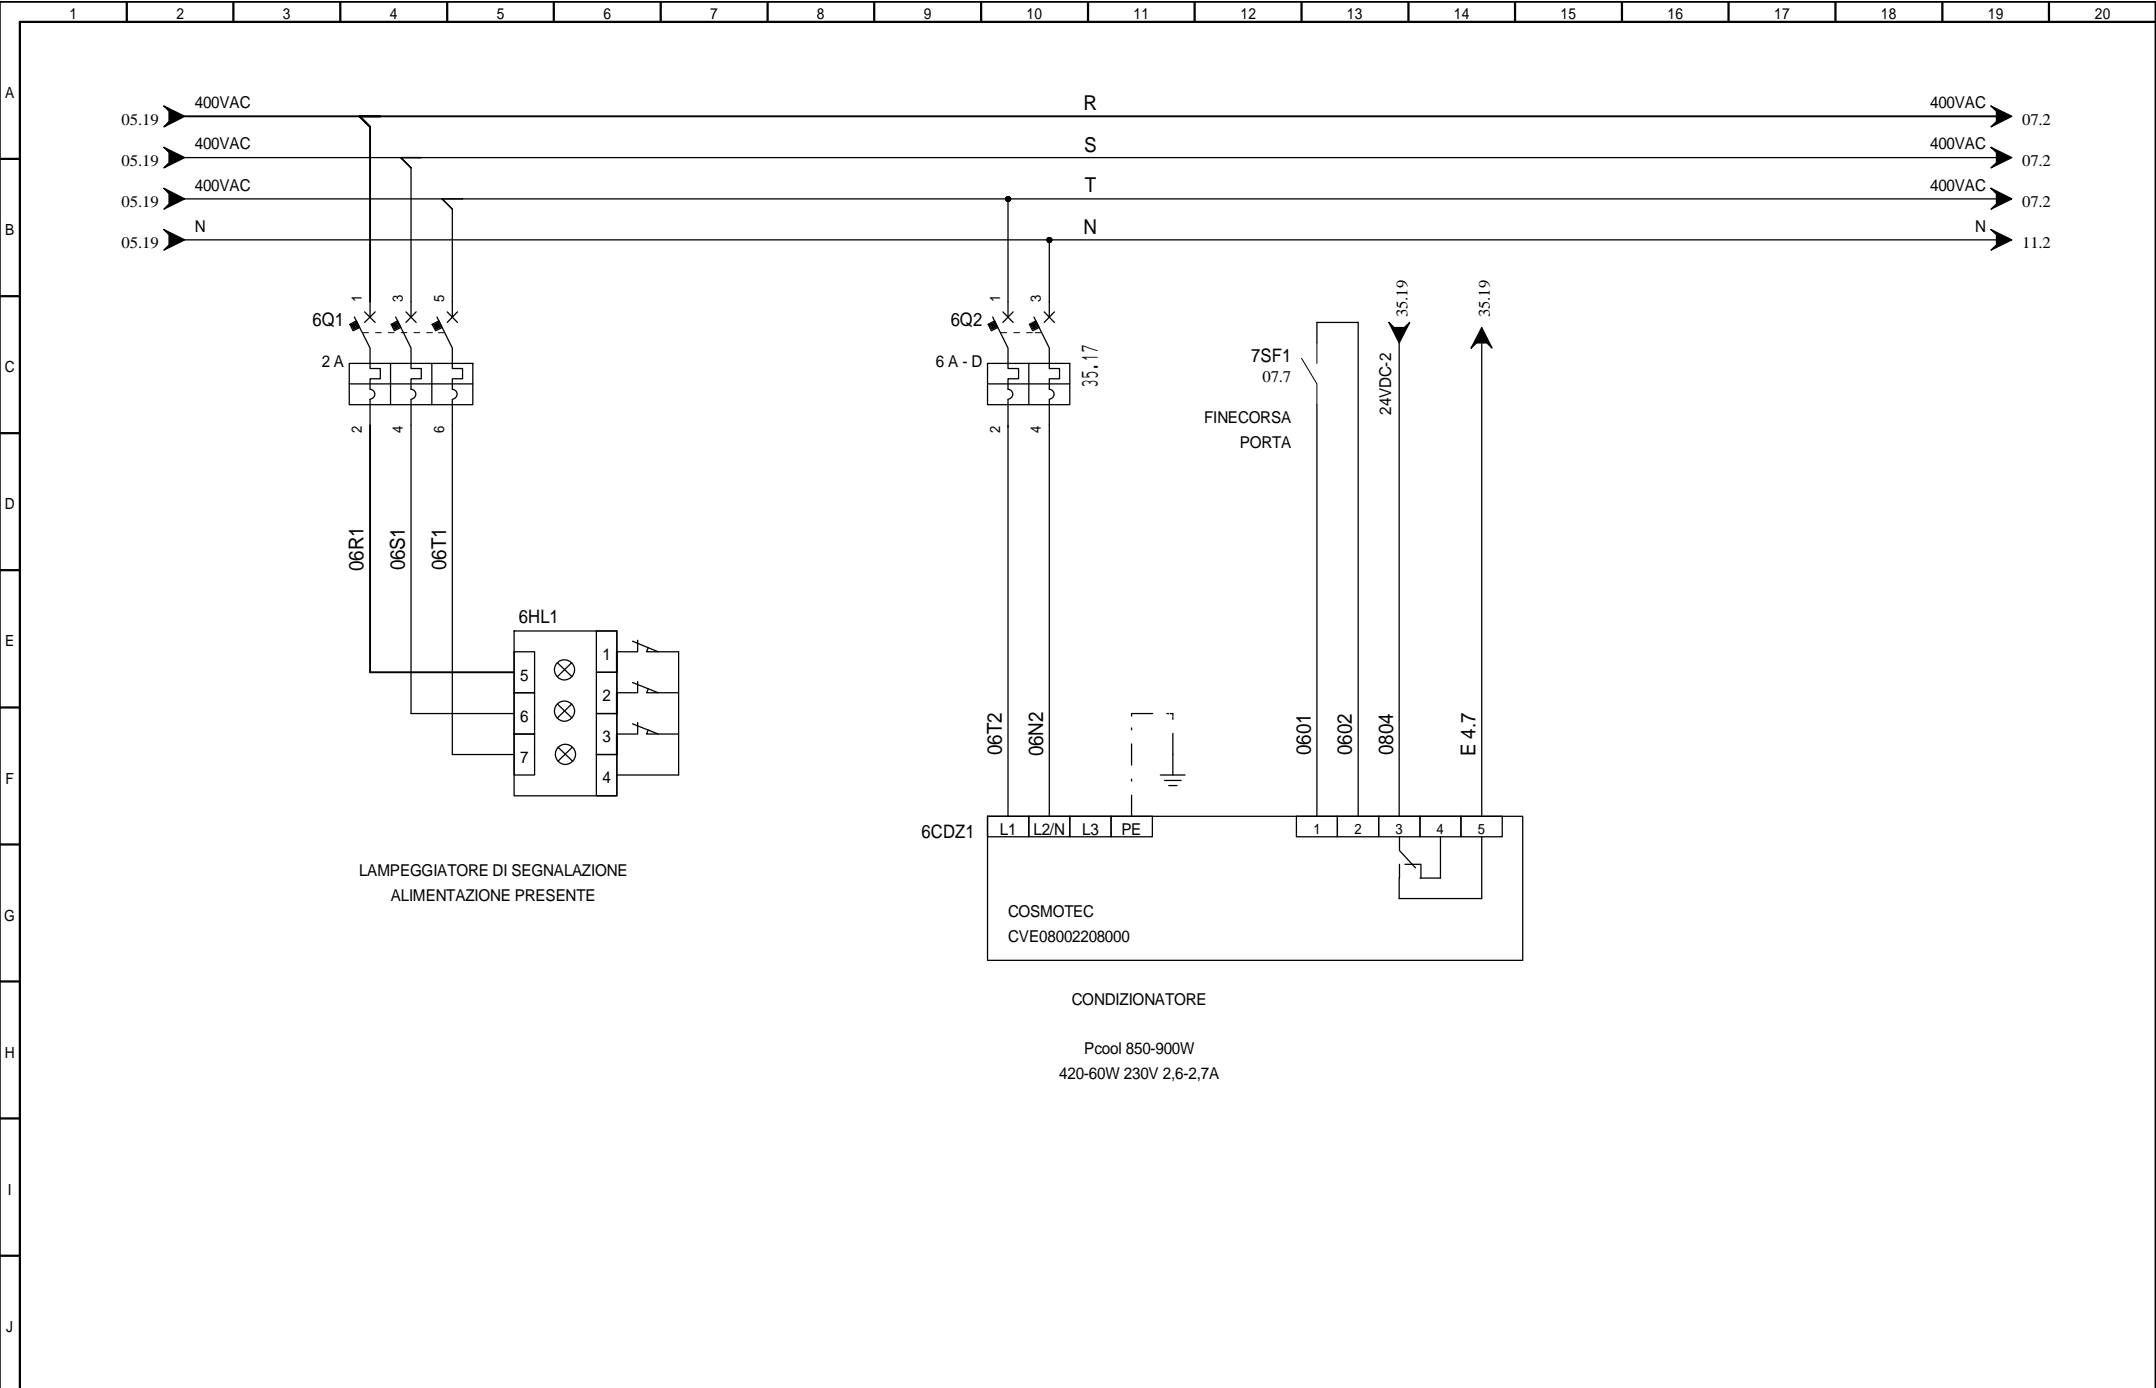 1 2 3 4 5 6 7 8 9 10 11 12 13 14 15 16 17 18 19 20
A
B
C
D
E
F
G
H
I
J
05.19 400VAC R 400VAC 07.2
05.19 400VAC S 400VAC 07.2
05.19 400VAC T 400VAC 07.2
05.19 N N N 11.2
1 3 5
6Q1
2 A
2 4 6
06R1 06S1 06T1
6HL1
5
6
7
1
2
3
4
LAMPEGGIATORE DI SEGNALAZIONE
ALIMENTAZIONE PRESENTE
1 3
6Q2
6 A - D
35.17
2 4
06T2 06N2
7SF1
07.7
FINECORSA
PORTA
35.19 35.19
24VDC-2
0601 0602 0804 E 4.7
6CDZ1 L1 L2/N L3 PE 1 2 3 4 5
COSMOTEC
CVE08002208000
CONDIZIONATORE
Pcool 850-900W
420-60W 230V 2,6-2,7A